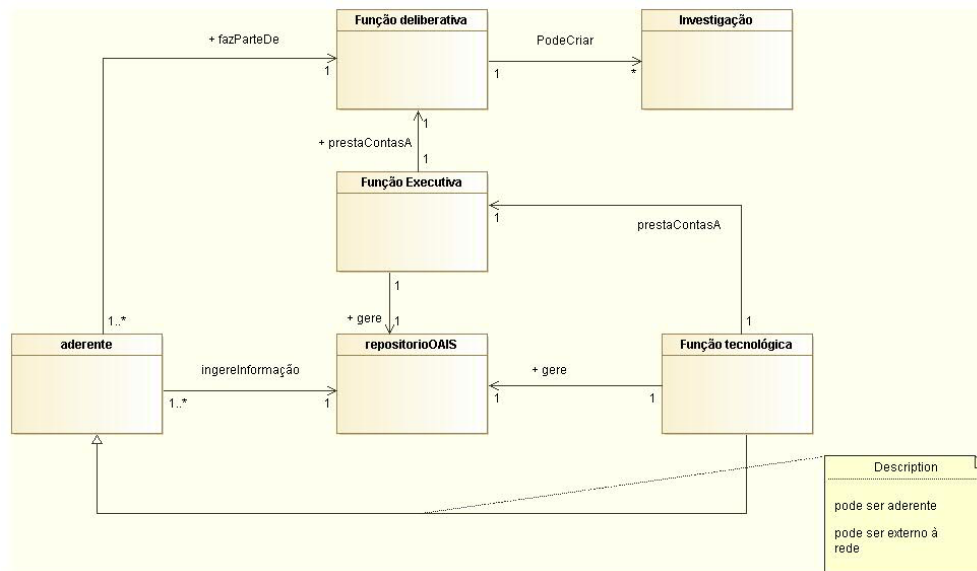 Função deliberativa
Investigação
+ fazParteDe
PodeCriar
1
1
*
1
+ prestaContasA
1
Função Executiva
1
prestaContasA
1
+ gere
1
1..*
1
aderente
repositorioOAIS
Função tecnológica
ingereInformação
+ gere
1..*
1
1
1
Description
pode ser aderente
pode ser externo à
rede